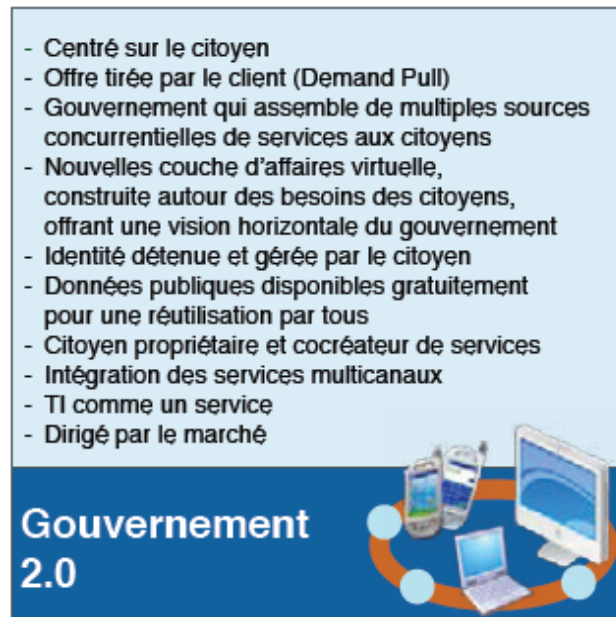 - Centré sur le citoyen
- Offre tirée par le client (Demand Pull)
- Gouvernement qui assemble de multiples sources
concurrentielles de services aux citoyens
- Nouvelles couche d'affaires virtuelle,
construite autour des besoins des citoyens,
offrant une vision horizontale du gouvernement
- Identité détenue et gérée par le citoyen
- Données publiques disponibles gratuitement
pour une réutilisation par tous
- Citoyen propriétaire et cocréateur de services
- Intégration des services multicanaux
- TI comme un service
- Dirigé par le marché
Gouvernement
2.0